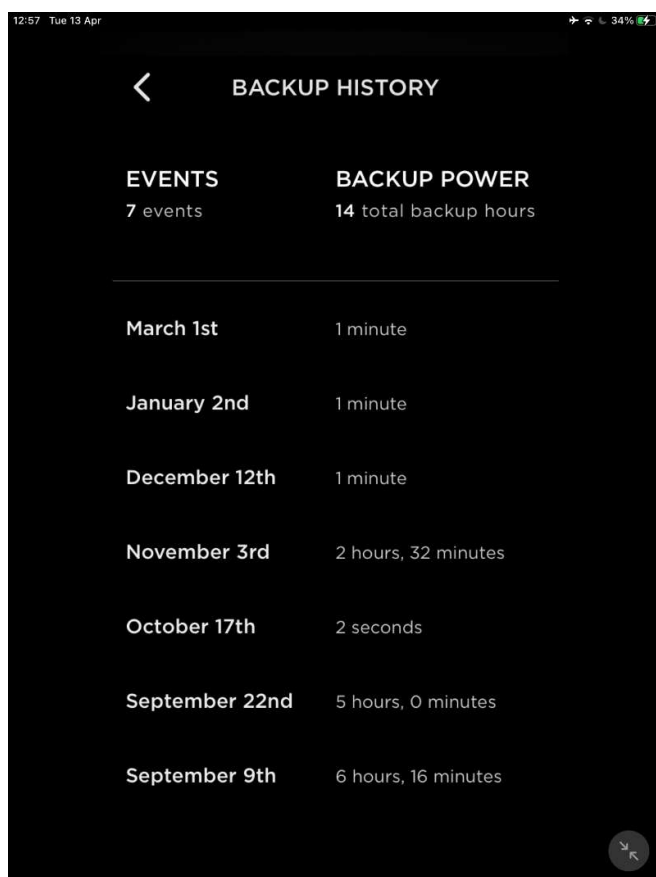 12:57 Tue 13 Apr 34%
BACKUP HISTORY
EVENTS BACKUP POWER
7 events 14 total backup hours
March 1st 1 minute
January 2nd 1 minute
December 12th 1 minute
November 3rd 2 hours, 32 minutes
October 17th 2 seconds
September 22nd 5 hours, 0 minutes
September 9th 6 hours, 16 minutes